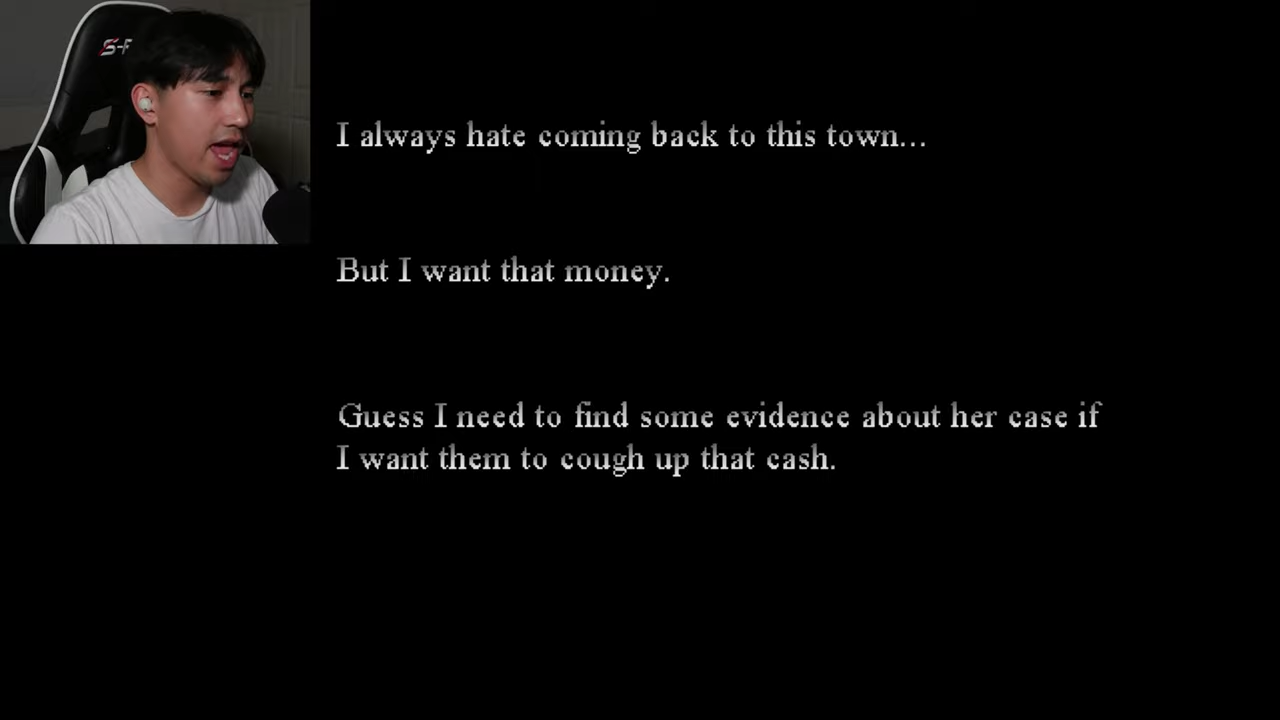 I always hate coming back to this town...
But I want that money.
Guess I need to find some evidence about her case if
I want them to cough up that cash.